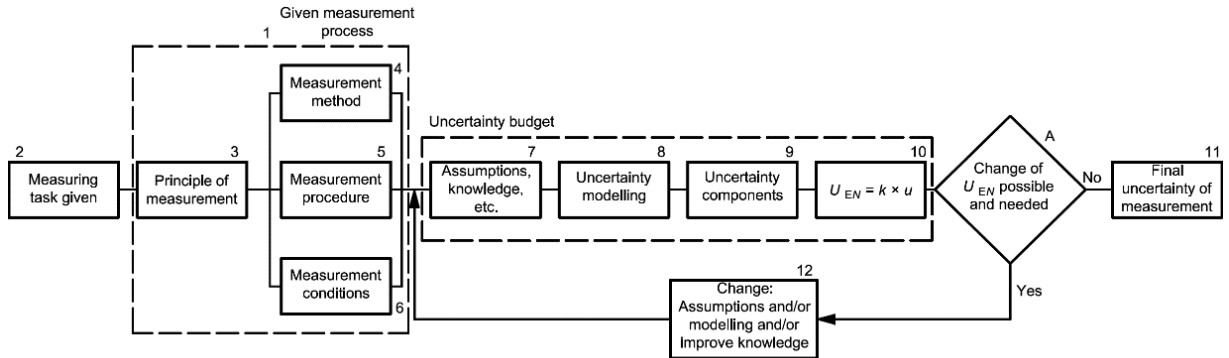 Given measurement
process
1
4
Measurement
method
Uncertainty budget
2
Measuring
task given
3
Principle of
measurement
5
Measurement
procedure
7
Assumptions,
knowledge,
etc.
8
Uncertainty
modelling
9
Uncertainty
components
10
U EN = k × u
A
Change of
U EN possible
and needed
No
11
Final
uncertainty of
measurement
Measurement
conditions
6
12
Change:
Assumptions and/or
modelling and/or
Improve knowledge
Yes